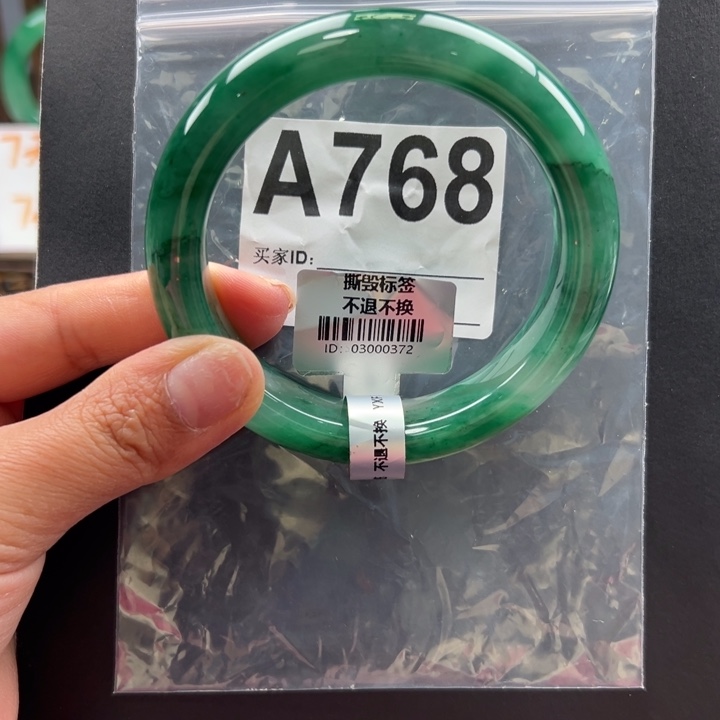 A768
买家ID:
撕毁标签
不退不换
ID: 03000372
不退不换